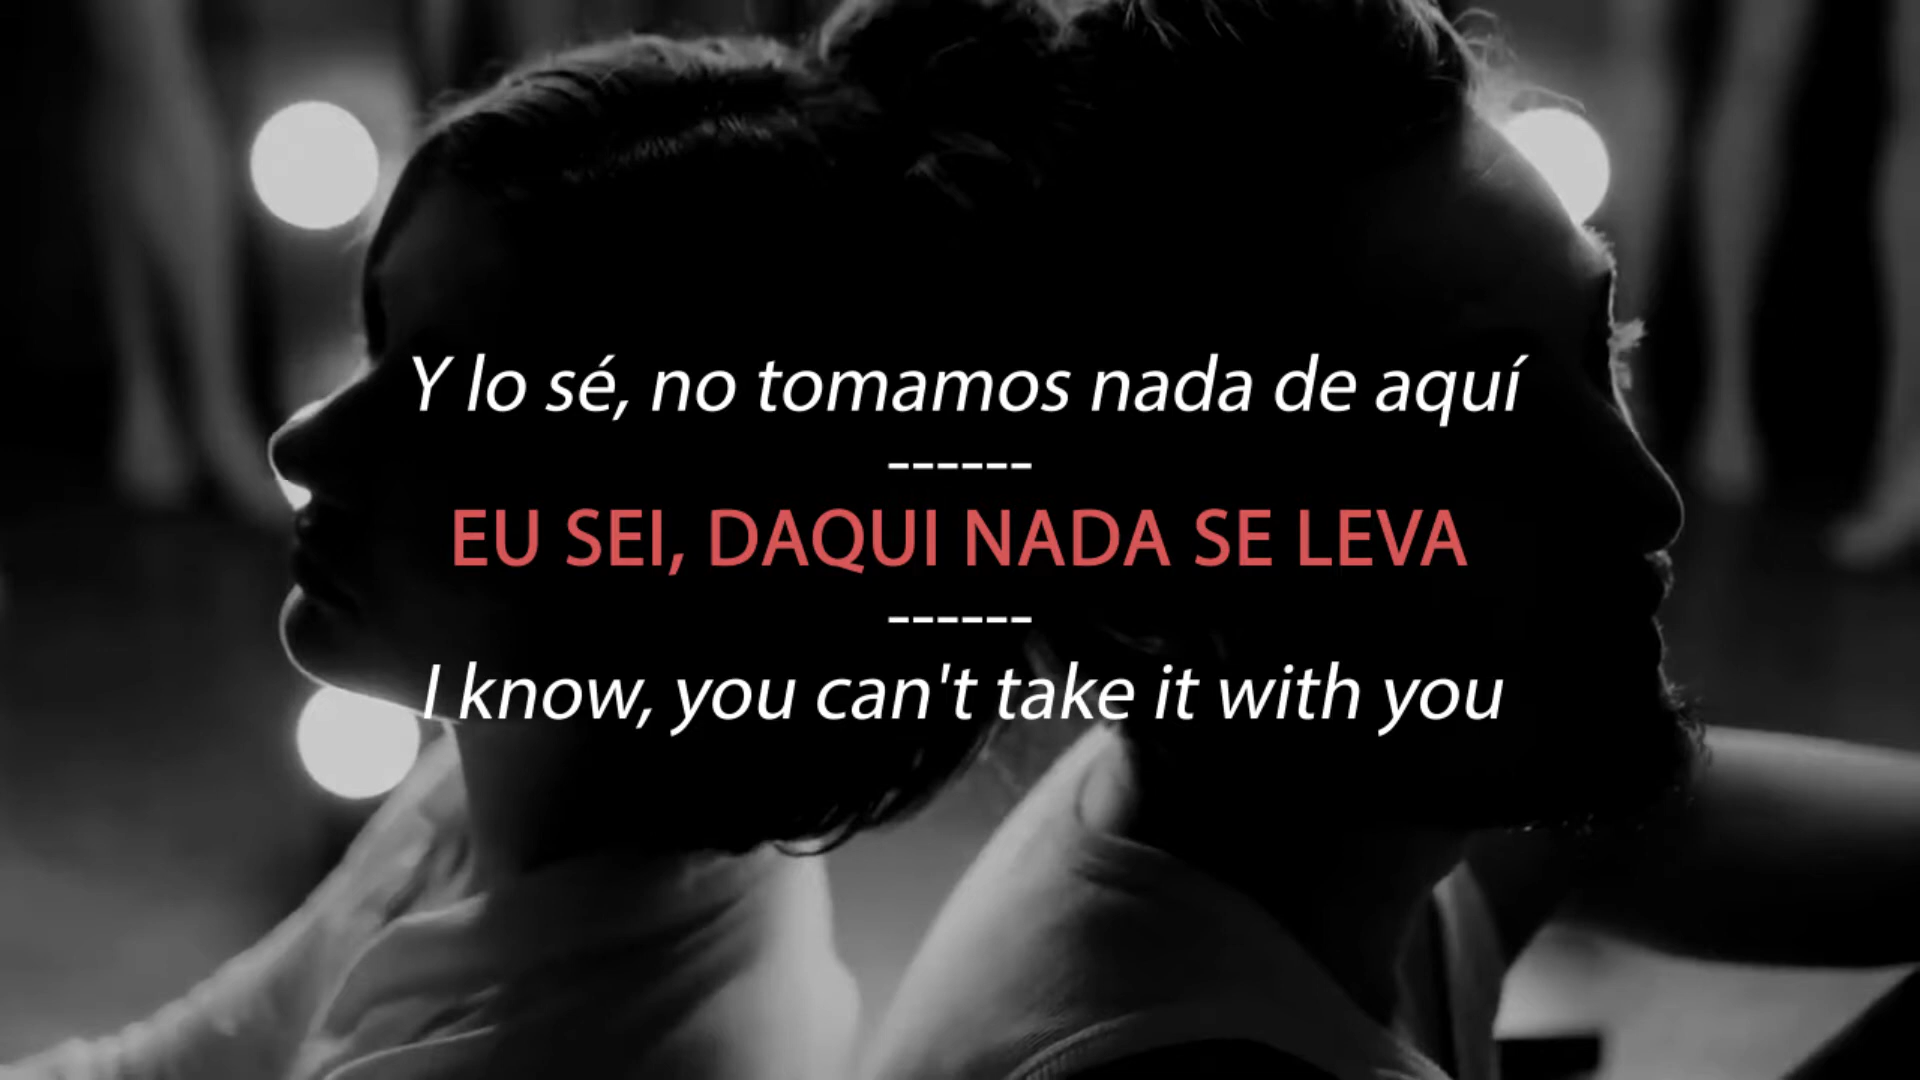 Y lo sé, no tomamos nada de aquí
------
EU SEI, DAQUI NADA SE LEVA
------
I know, you can't take it with you